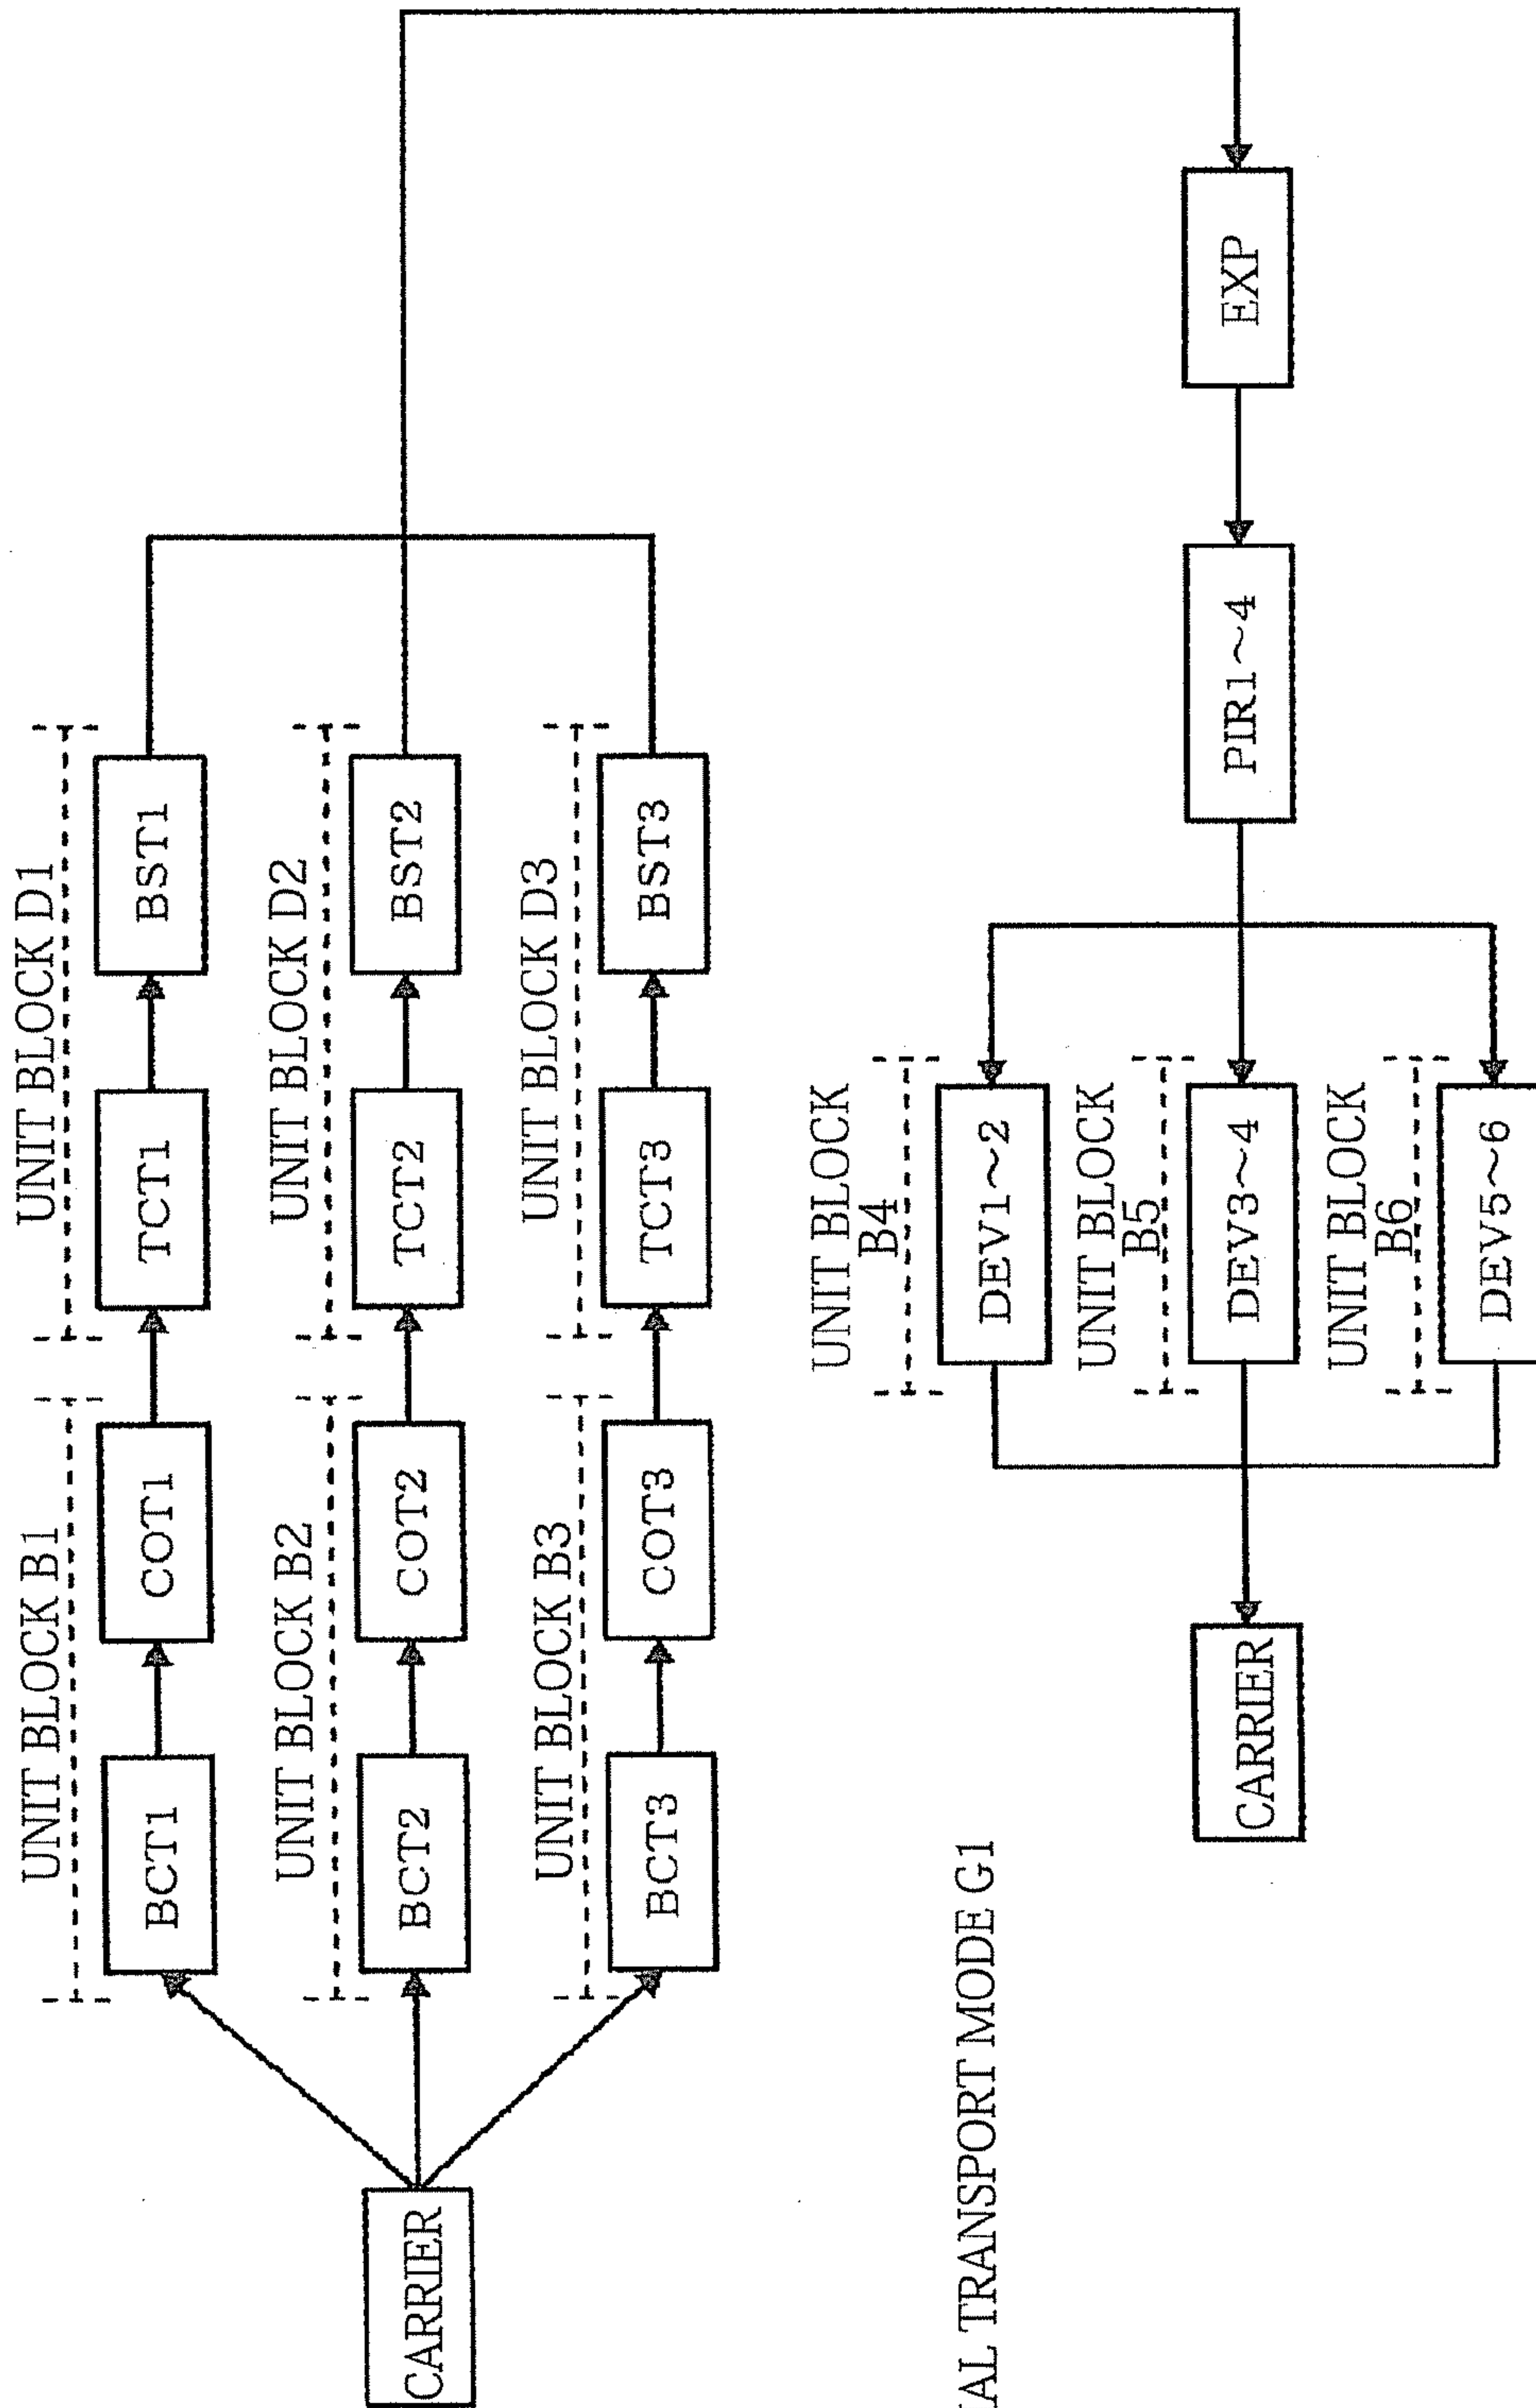 UNIT BLOCK B1
UNIT BLOCK D1
BCT1
COT1
TCT1
BST1
UNIT BLOCK B2
UNIT BLOCK D2
CARRIER
BCT2
COT2
TCT2
BST2
UNIT BLOCK B3
UNIT BLOCK D3
BCT3
COT3
TCT3
BST3
UNIT BLOCK
B4
DEV1~2
TRANSPORT MODE G1
UNIT BLOCK
B5
CARRIER
DEV3~4
PIR1~4
EXP
UNIT BLOCK
B6
DEV5~6